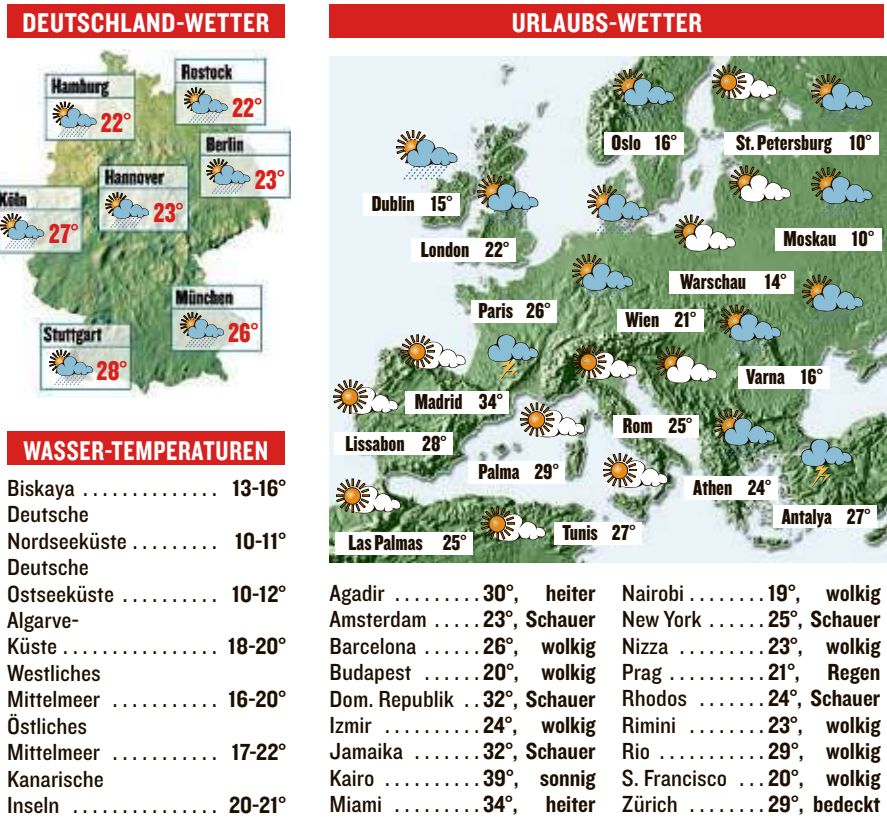 DEUTSCHLAND-WETTER
Hamburg
22°
Rostock
22°
Berlin
23°
Hannover
23°
Köln
27°
München
26°
Stuttgart
28°
WASSER-TEMPERATUREN
Biskaya .............. 13-16°
Deutsche
Nordseeküste ......... 10-11°
Deutsche
Ostseeküste .......... 10-12°
Algarve-
Küste ................ 18-20°
Westliches
Mittelmeer ........... 16-20°
Östliches
Mittelmeer ........... 17-22°
Kanarische
Inseln ............... 20-21°
URLAUBS-WETTER
Oslo 16°
St. Petersburg 10°
Dublin 15°
London 22°
Moskau 10°
Warschau 14°
Paris 26°
Wien 21°
Varna 16°
Madrid 34°
Rom 25°
Lissabon 28°
Palma 29°
Athen 24°
Antalya 27°
Las Palmas 25°
Tunis 27°
Agadir ......... 30°, heiter
Amsterdam ..... 23°, Schauer
Barcelona ...... 26°, wolkig
Budapest ....... 20°, wolkig
Dom. Republik .. 32°, Schauer
Izmir .......... 24°, wolkig
Jamaika ........ 32°, Schauer
Kairo .......... 39°, sonnig
Miami ......... 34°, heiter
Nairobi ........ 19°, wolkig
New York ...... 25°, Schauer
Nizza .......... 23°, wolkig
Prag .......... 21°, Regen
Rhodos ....... 24°, Schauer
Rimini ........ 23°, wolkig
Rio ........... 29°, wolkig
S. Francisco ... 20°, wolkig
Zürich ........ 29°, bedeckt